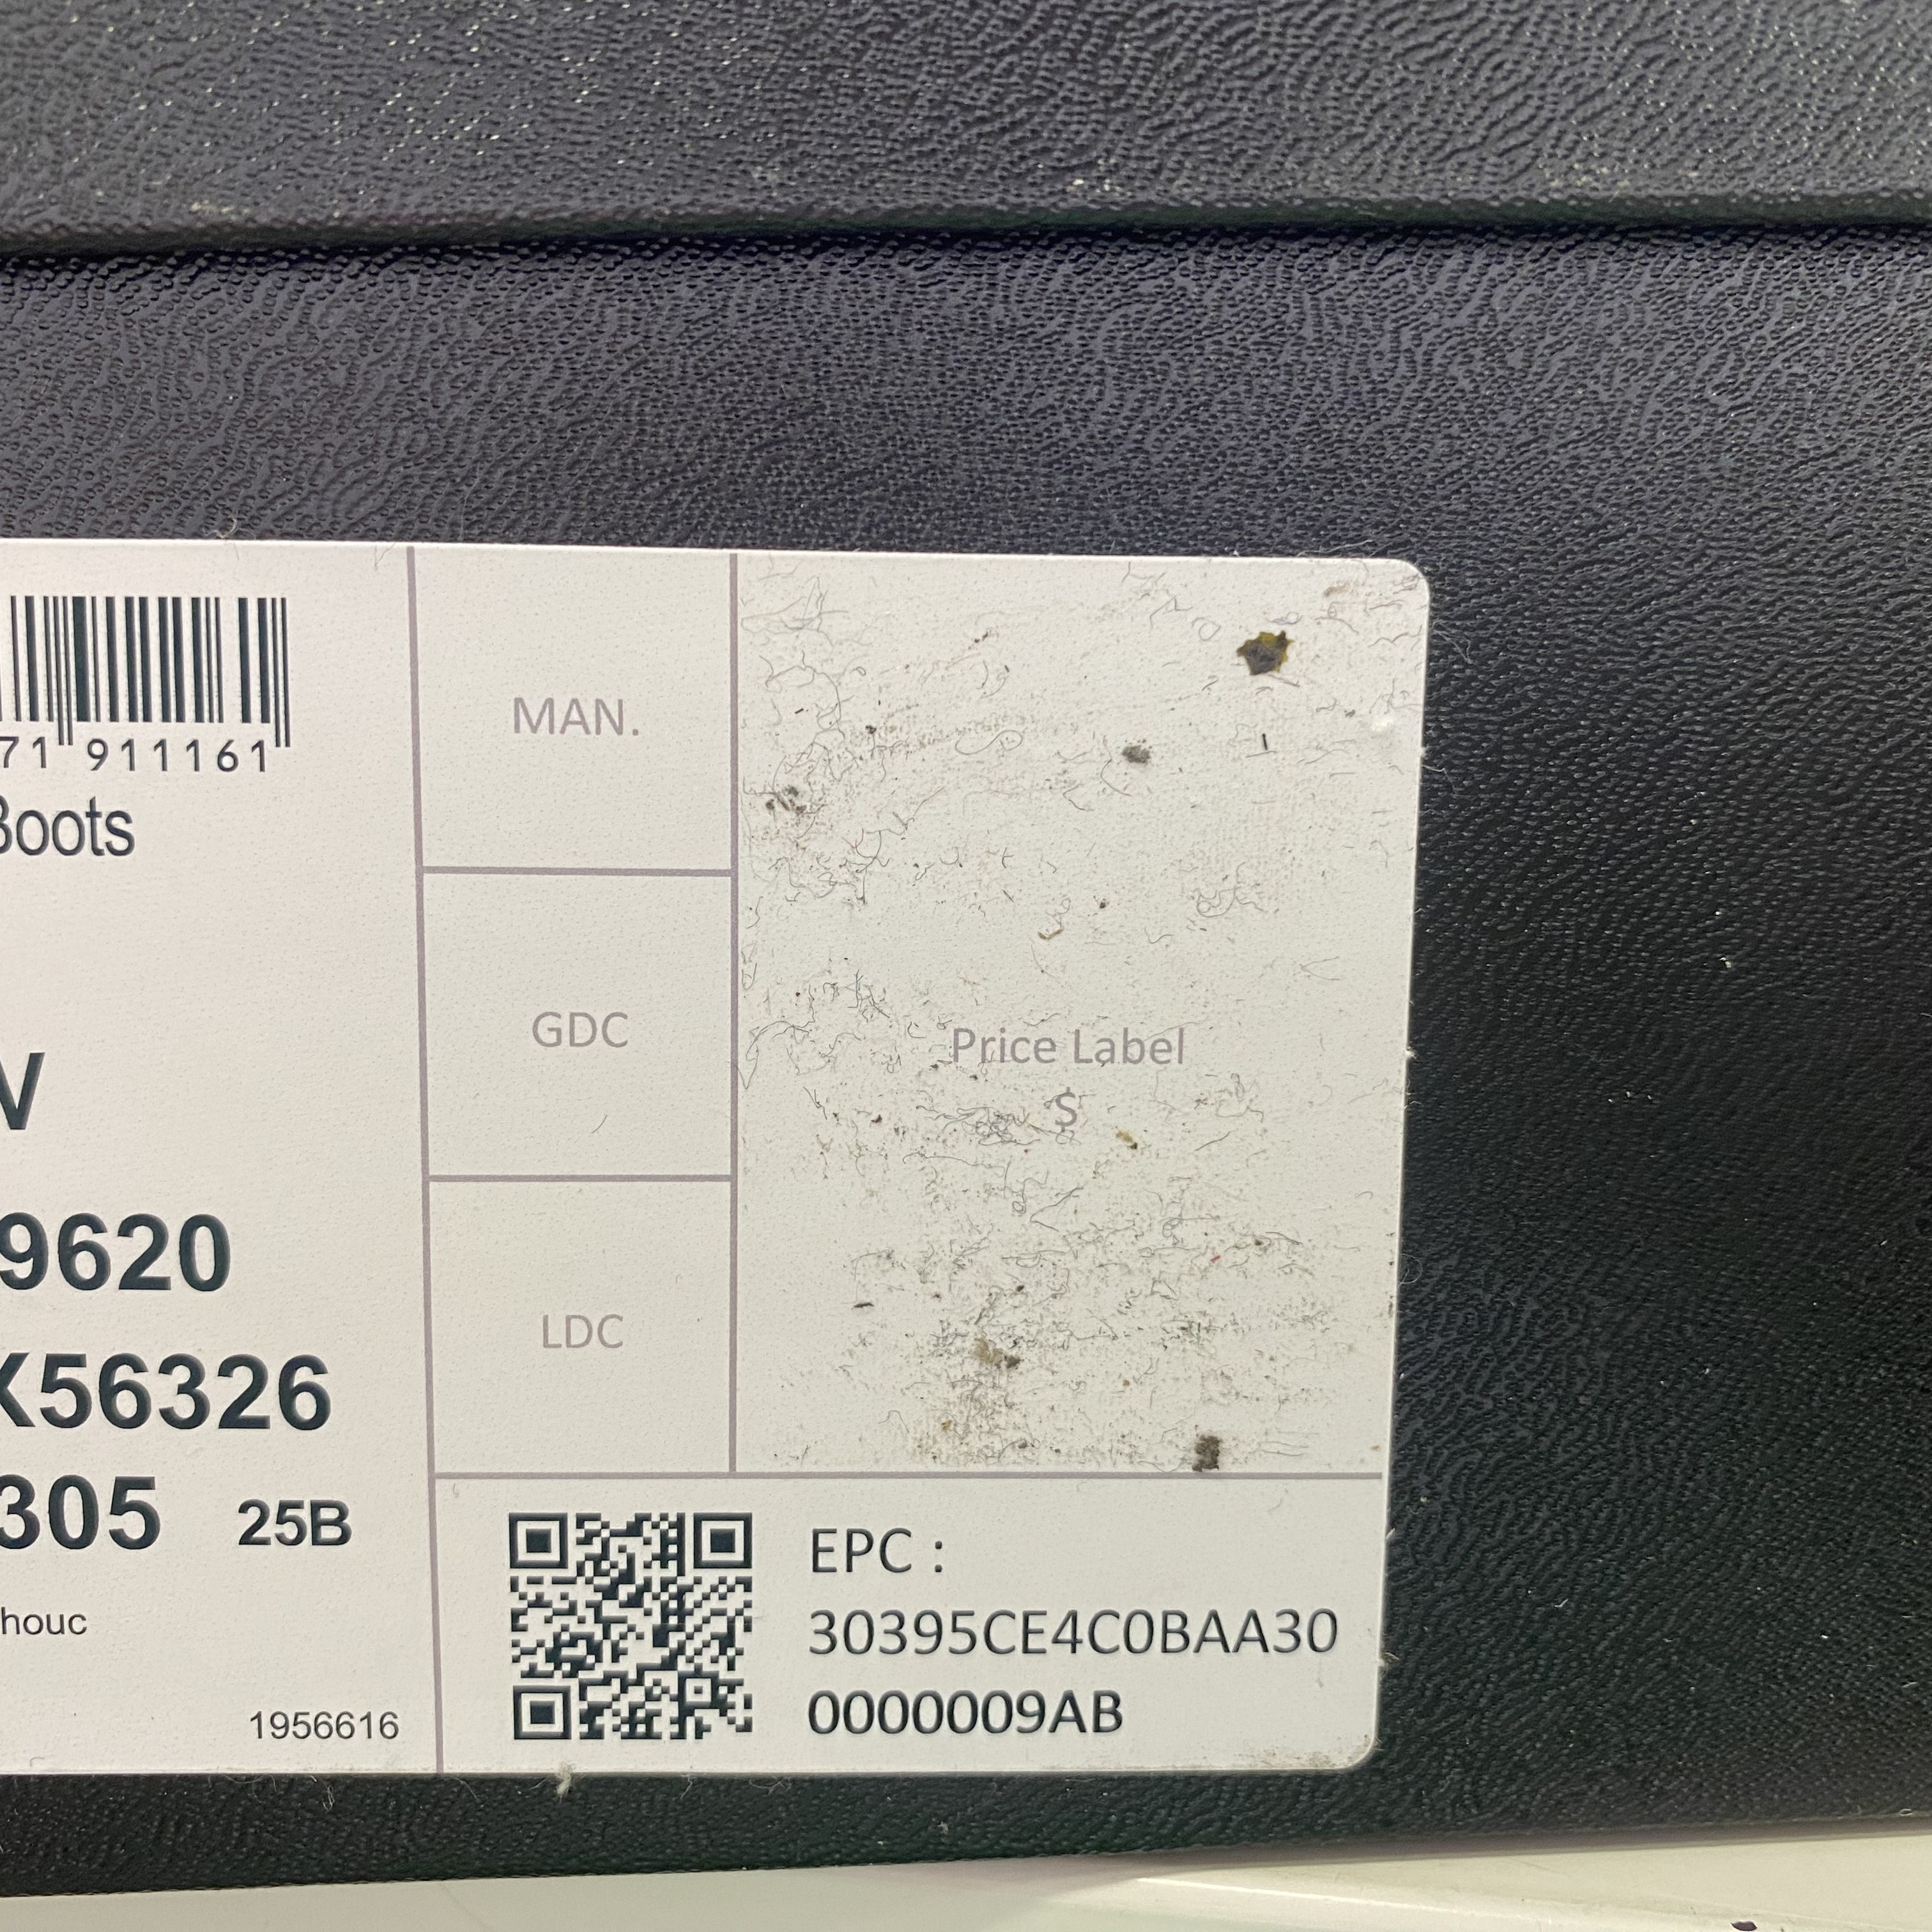 71 911161
Boots
MAN.
GDC
Price Label
$
9620
LDC
X56326
305 25B
houc
EPC :
30395CE4C0BAA30
0000009AB
1956616